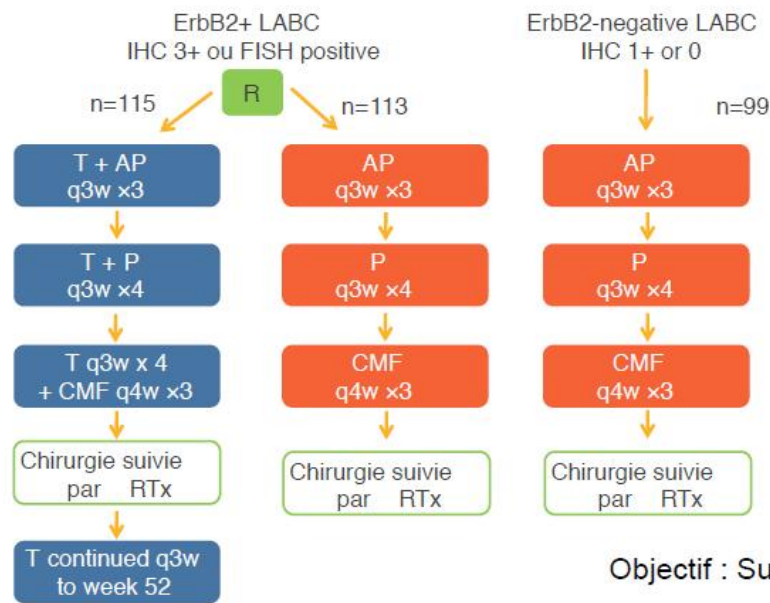 ErbB2+ LABC
IHC 3+ ou FISH positive
ErbB2-negative LABC
IHC 1+ or 0
R
n=115
n=113
n=99
T + AP
q3w ×3
AP
q3w ×3
AP
q3w ×3
T + P
q3w ×4
P
q3w ×4
P
q3w ×4
T q3w x 4
+ CMF q4w ×3
CMF
q4w ×3
CMF
q4w ×3
Chirurgie suivie
par RTx
Chirurgie suivie
par RTx
Chirurgie suivie
par RTx
T continued q3w
to week 52
Objectif : Su